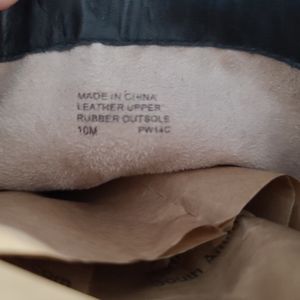 MADE IN CHINA
LEATHER UPPER
RUBBER OUTSOLE
10M PW14C